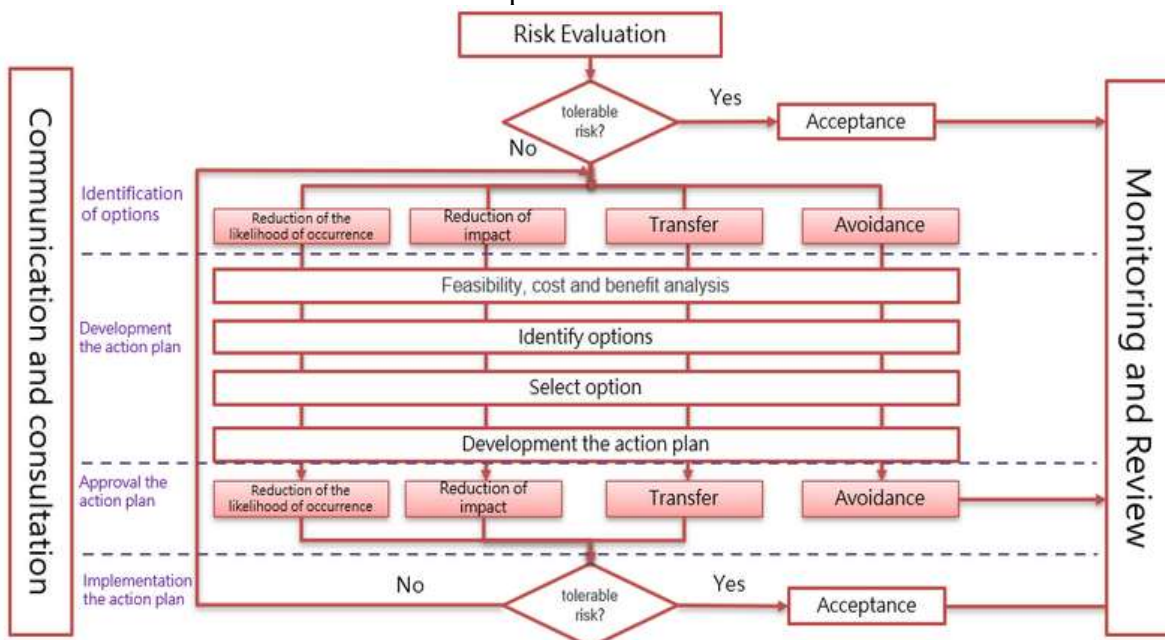 Risk Evaluation
Communication and consultation
Monitoring and Review
tolerable
risk?
Yes
Acceptance
No
Identification
of options
Reduction of the
likelihood of occurrence
Reduction of
impact
Transfer
Avoidance
Feasibility, cost and benefit analysis
Development
the action plan
Identify options
Select option
Development the action plan
Approval the
action plan
Reduction of the
likelihood of occurrence
Reduction of
impact
Transfer
Avoidance
Implementation
the action plan
No
tolerable
risk?
Yes
Acceptance